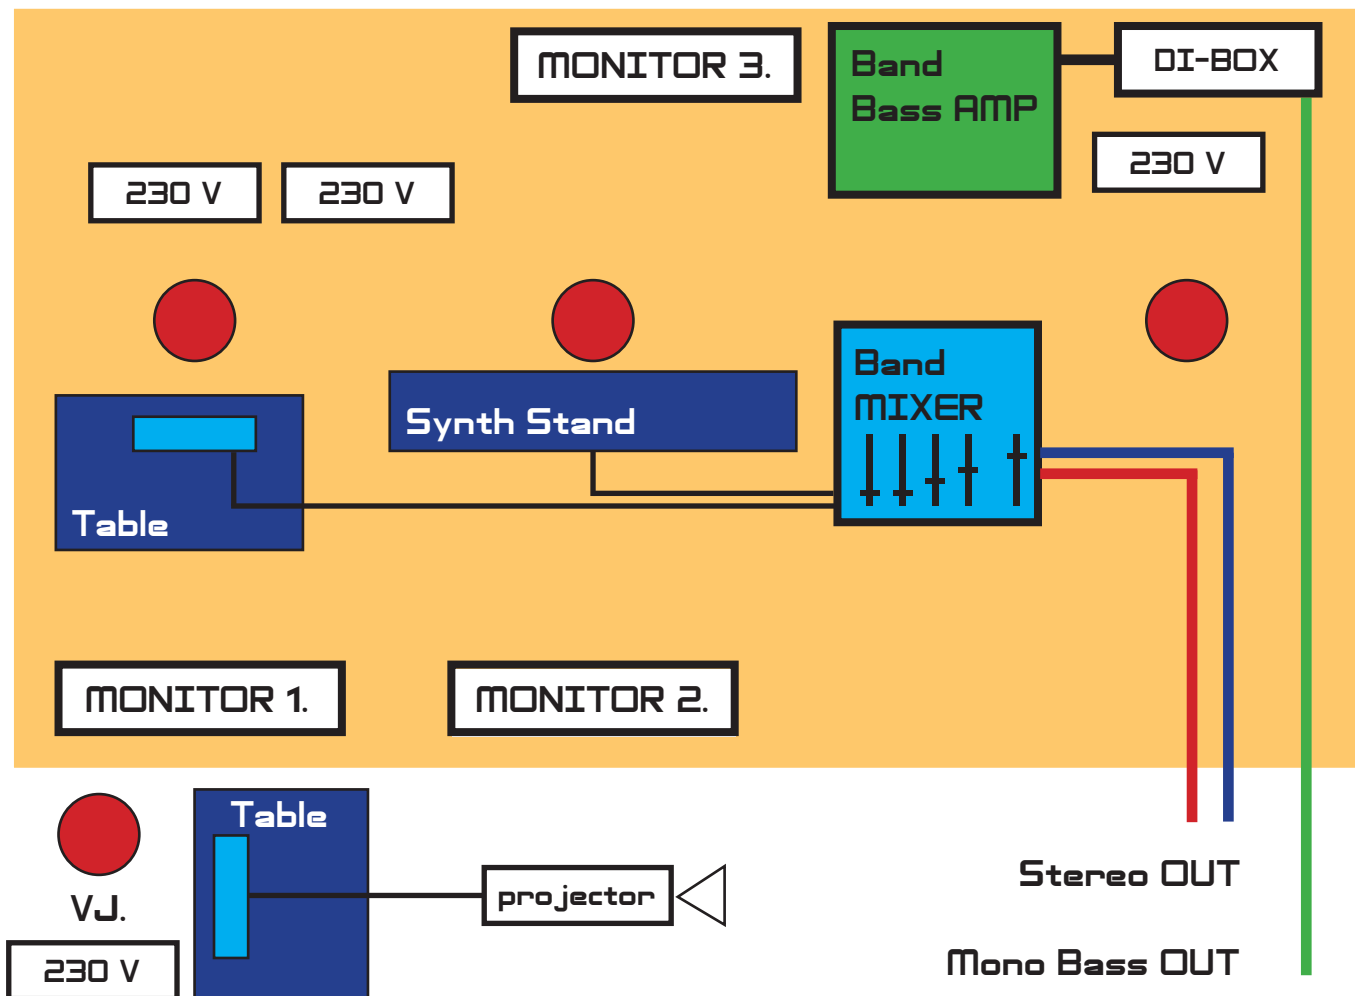 MONITOR 3.
Band
Bass AMP
DI-BOX
230 V
230 V
230 V
Band
MIXER
Synth Stand
Table
MONITOR 1.
MONITOR 2.
Table
VJ.
230 V
projector
Stereo OUT
Mono Bass OUT